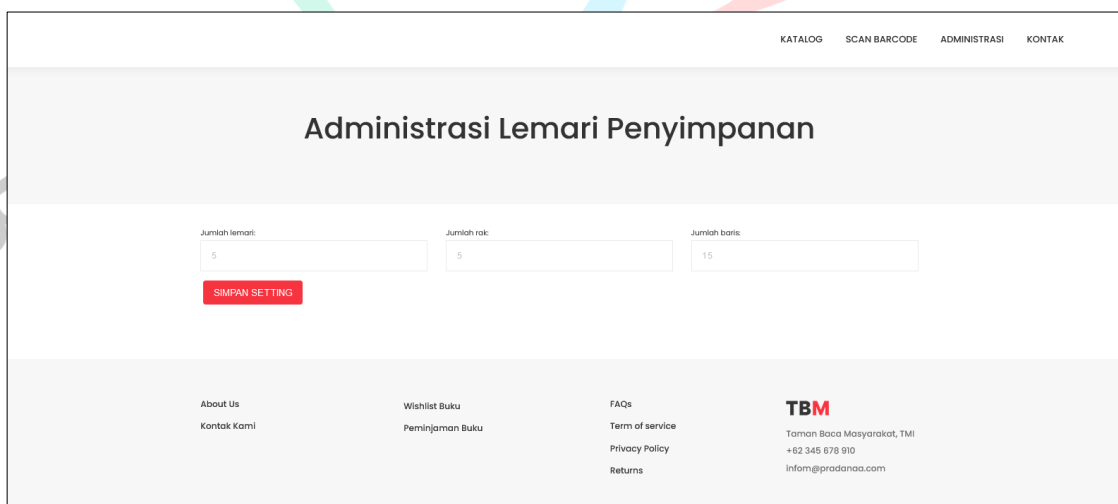 KATALOG SCAN BARCODE ADMINISTRASI KONTAK
Administrasi Lemari Penyimpanan
Jumlah lemari: Jumlah rak: Jumlah baris:
5 5 15
SIMPAN SETTING
About Us
Kontak Kami
Wishlist Buku
Peminjaman Buku
FAQs
Term of service
Privacy Policy
Returns
TBM
Taman Baca Masyarakat, TMI
+62 345 678 910
infom@pradanaa.com